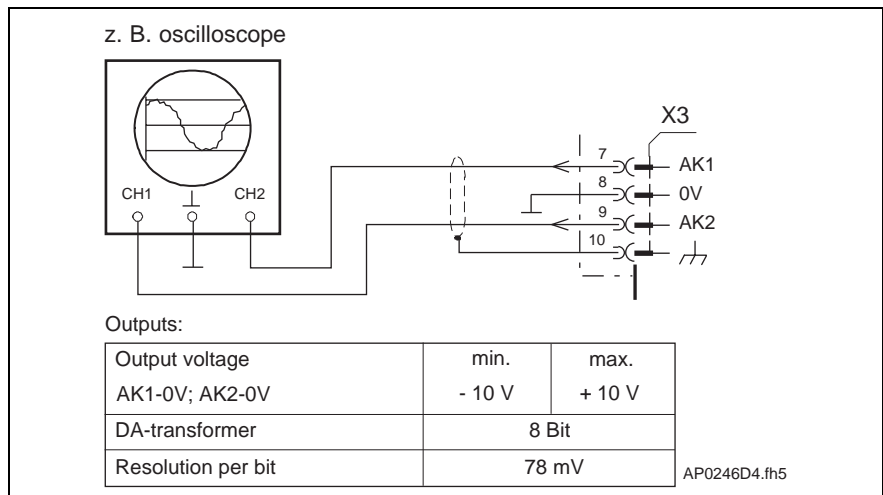 z. B. oscilloscope
X3
7 AK1
CH1 CH2
8 0V
9 AK2
10
Outputs:
Output voltage min. max.
AK1-0V; AK2-0V - 10 V + 10 V
DA-transformer 8 Bit
Resolution per bit 78 mV
AP0246D4.fh5